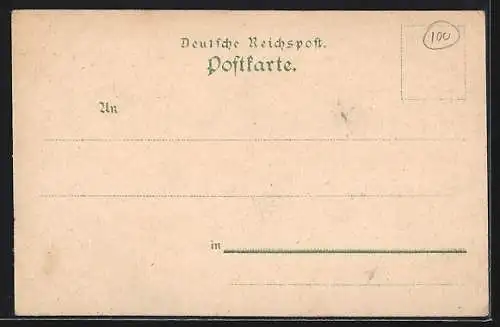 100
Deutsche Reichspost.
Postkarte.
An
in